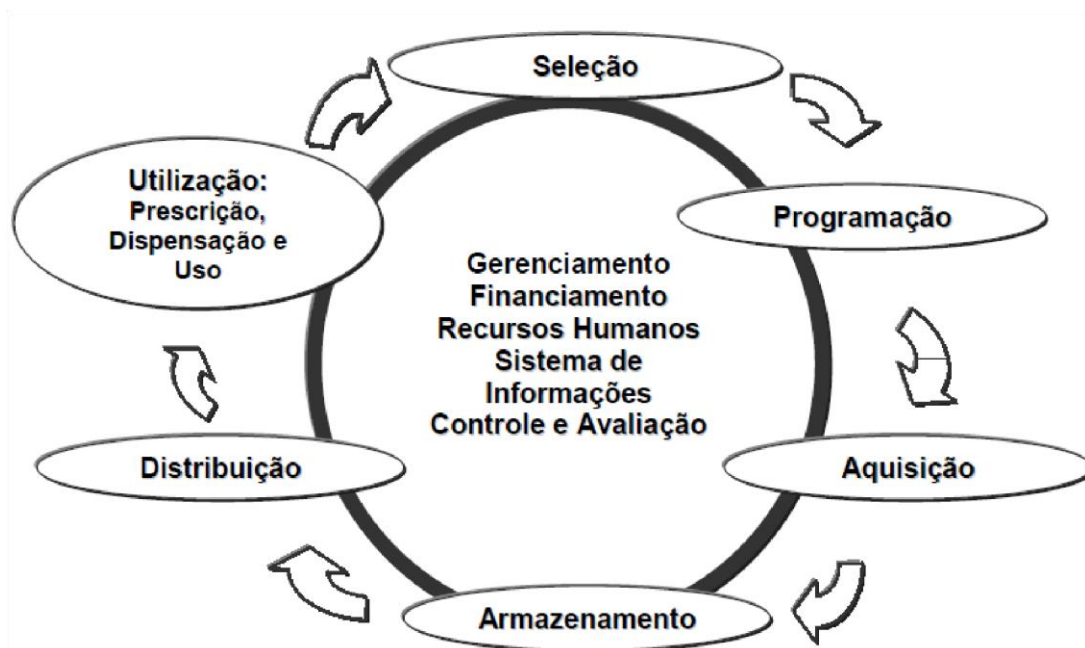 Seleção
Utilização:
Prescrição,
Dispensação e
Uso
Programação
Gerenciamento
Financiamento
Recursos Humanos
Sistema de
Informações
Controle e Avaliação
Distribuição
Aquisição
Armazenamento